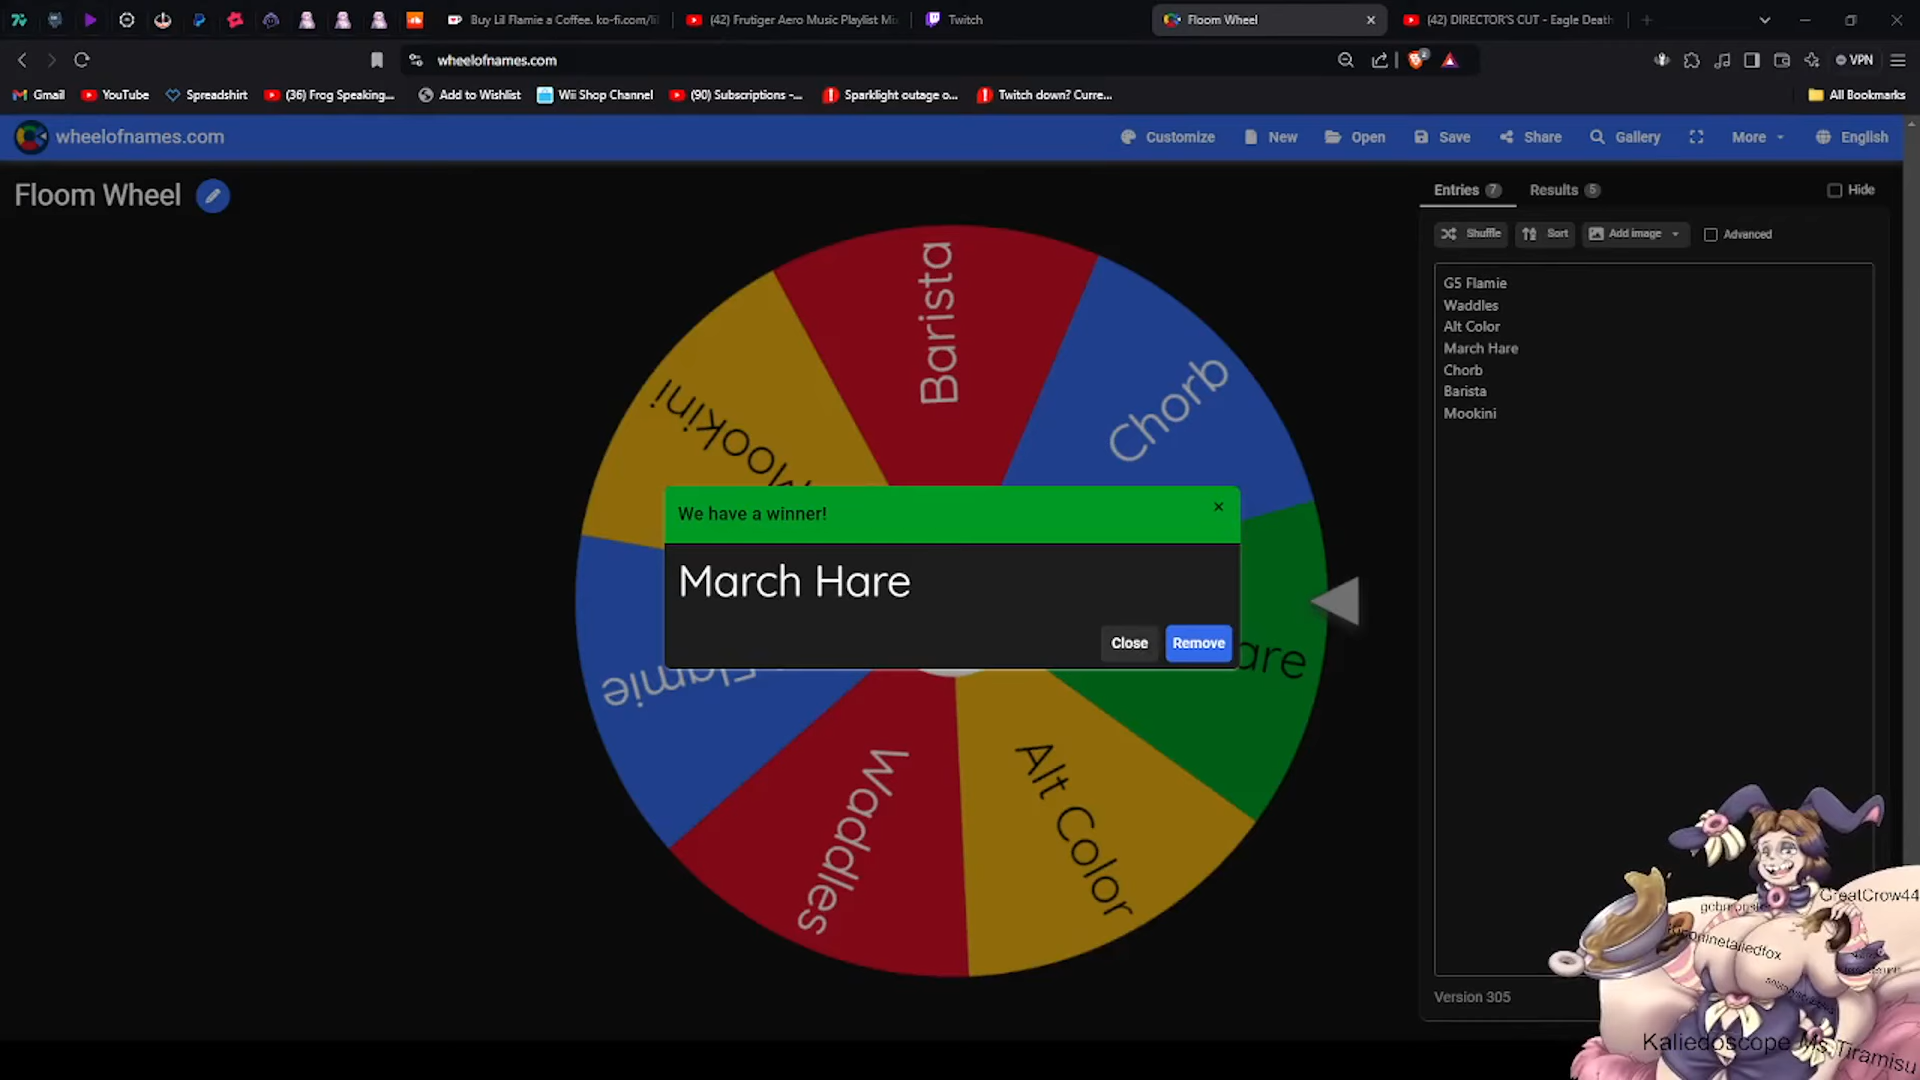 Buy Lil Flamie a Coffee. ko-fi.com/lil
(42) Frutiger Aero Music Playlist Mix
Twitch
Floom Wheel
(42) DIRECTOR'S CUT - Eagle Death
wheelofnames.com
VPN
Gmail
YouTube
Spreadshirt
(36) Frog Speaking...
Add to Wishlist
Wii Shop Channel
(90) Subscriptions -...
Sparklight outage o...
Twitch down? Curre...
All Bookmarks
wheelofnames.com
Customize
New
Open
Save
Share
Gallery
More
English
Floom Wheel
Entries 7
Results 5
Hide
Shuffle
Sort
Add image
Advanced
G5 Flamie
Waddles
Alt Color
March Hare
Chorb
Barista
Mookini
Barista
Chorb
Mookini
We have a winner!
March Hare
Close
Remove
are
Flamie
Alt Color
Waddles
Version 305
GreatCrow44
Kaliedoscope
Ms Tiramisu